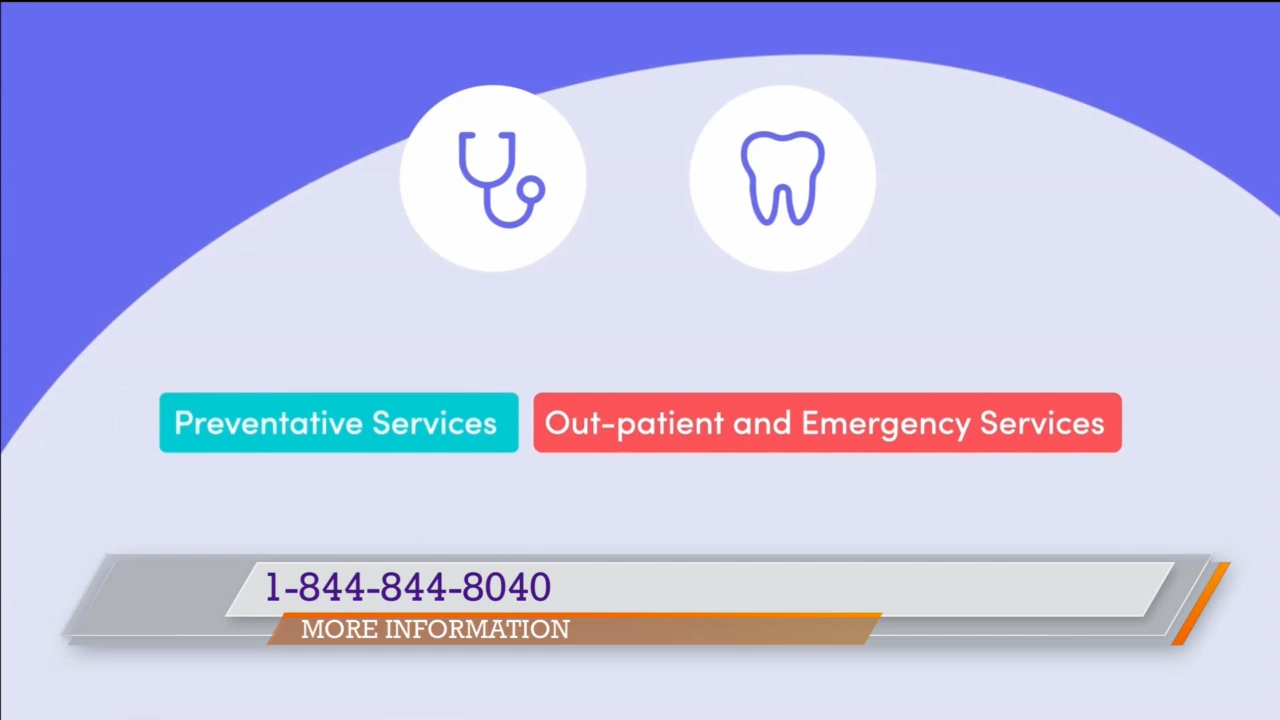 Preventative Services
Out-patient and Emergency Services
1-844-844-8040
MORE INFORMATION